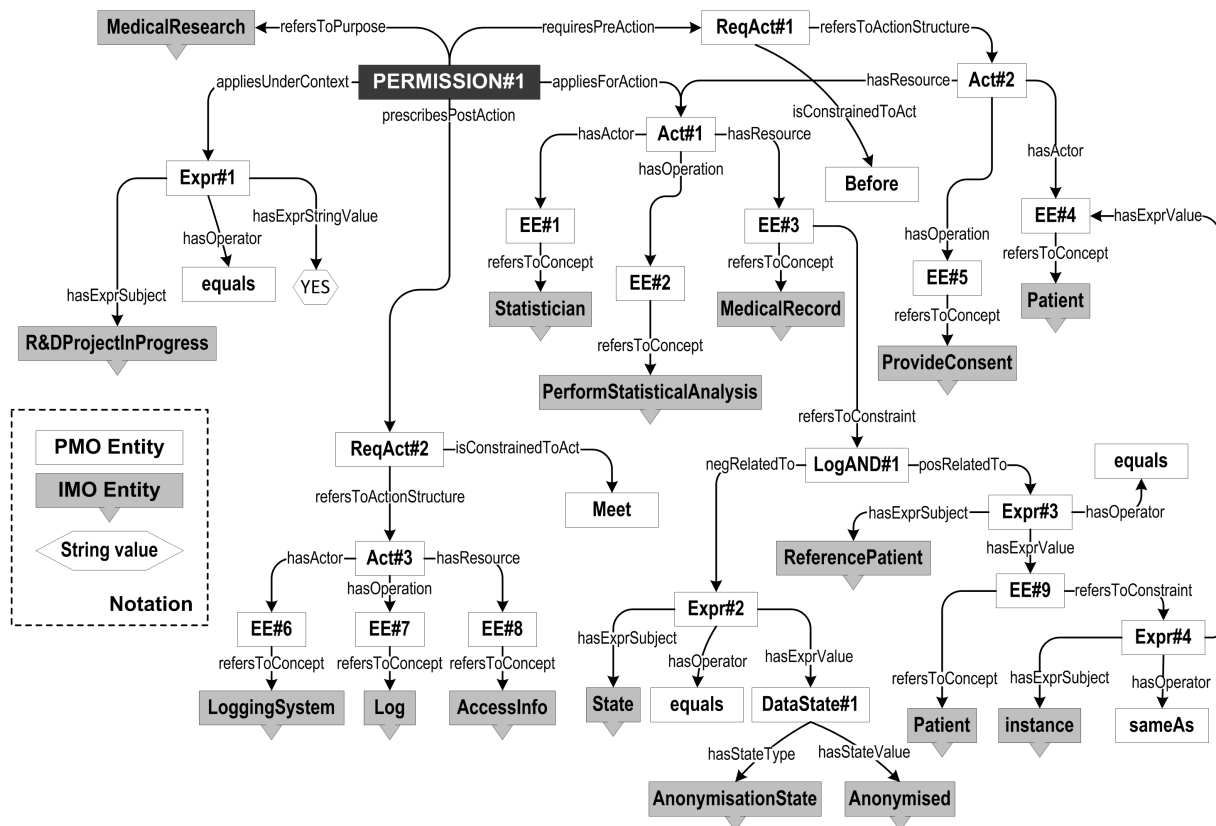 MedicalResearch
refersToPurpose
requiresPreAction
ReqAct#1
refersToActionStructure
appliesUnderContext
PERMISSION#1
appliesForAction
hasResource
Act#2
prescribesPostAction
isConstrainedToAct
hasActor
Act#1
hasResource
hasOperation
hasActor
Expr#1
Before
hasExprStringValue
hasOperator
EE#1
EE#3
EE#4
hasExprValue
hasOperation
refersToConcept
refersToConcept
refersToConcept
equals
YES
EE#2
EE#5
hasExprSubject
Statistician
MedicalRecord
Patient
refersToConcept
R&DProjectInProgress
refersToConcept
ProvideConsent
PerformStatisticalAnalysis
refersToConstraint
PMO Entity
ReqAct#2
isConstrainedToAct
negRelatedTo
LogAND#1
posRelatedTo
equals
IMO Entity
refersToActionStructure
Meet
hasExprSubject
Expr#3
hasOperator
String value
hasActor
Act#3
hasResource
ReferencePatient
hasExprValue
hasOperation
EE#9
refersToConstraint
Notation
Expr#2
EE#6
EE#7
EE#8
Expr#4
hasExprSubject
hasOperator
hasExprValue
refersToConcept
refersToConcept
refersToConcept
refersToConcept
hasExprSubject
hasOperator
LoggingSystem
Log
AccessInfo
State
equals
DataState#1
Patient
instance
sameAs
hasStateType
hasStateValue
AnonymisationState
Anonymised